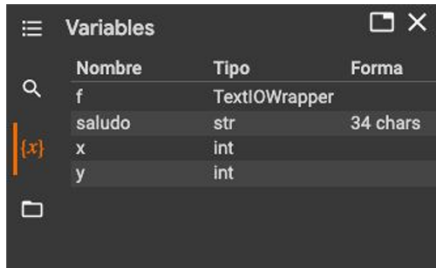 Variables
Nombre Tipo Forma
f TextIOWrapper
saludo str 34 chars
{x} x int
y int